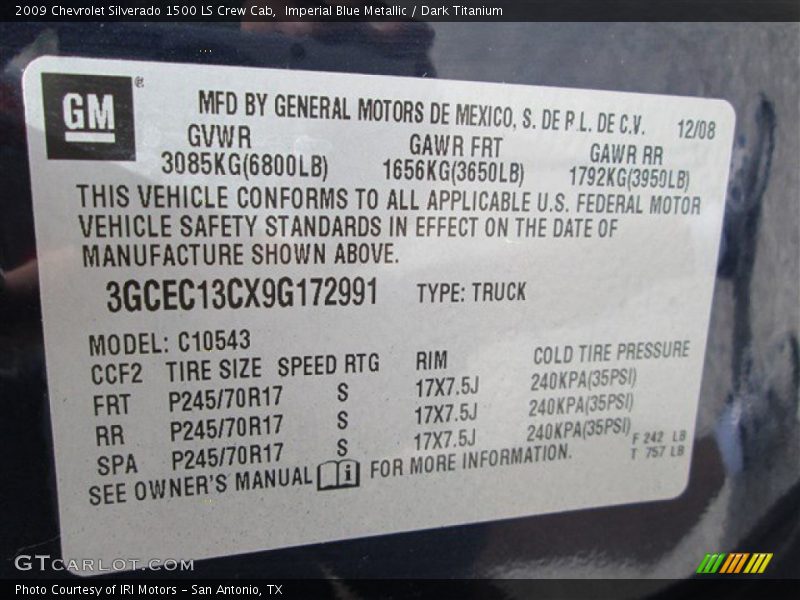 2009 Chevrolet Silverado 1500 LS Crew Cab,  Imperial Blue Metallic / Dark Titanium
GM ®
MFD BY GENERAL MOTORS DE MEXICO, S. DE P.L. DE C.V. 12/08
GVWR GAWR FRT GAWR RR
3085KG(6800LB) 1656KG(3650LB) 1792KG(3950LB)
THIS VEHICLE CONFORMS TO ALL APPLICABLE U.S. FEDERAL MOTOR
VEHICLE SAFETY STANDARDS IN EFFECT ON THE DATE OF
MANUFACTURE SHOWN ABOVE.
3GCEC13CX9G172991 TYPE: TRUCK
MODEL: C10543
CCF2 TIRE SIZE SPEED RTG RIM COLD TIRE PRESSURE
FRT P245/70R17 S 17X7.5J 240KPA(35PSI)
RR P245/70R17 S 17X7.5J 240KPA(35PSI)
SPA P245/70R17 S 17X7.5J 240KPA(35PSI)
F 242 LB
T 757 LB
SEE OWNER'S MANUAL i FOR MORE INFORMATION.
GTCARLOT.COM
Photo Courtesy of IRI Motors – San Antonio, TX